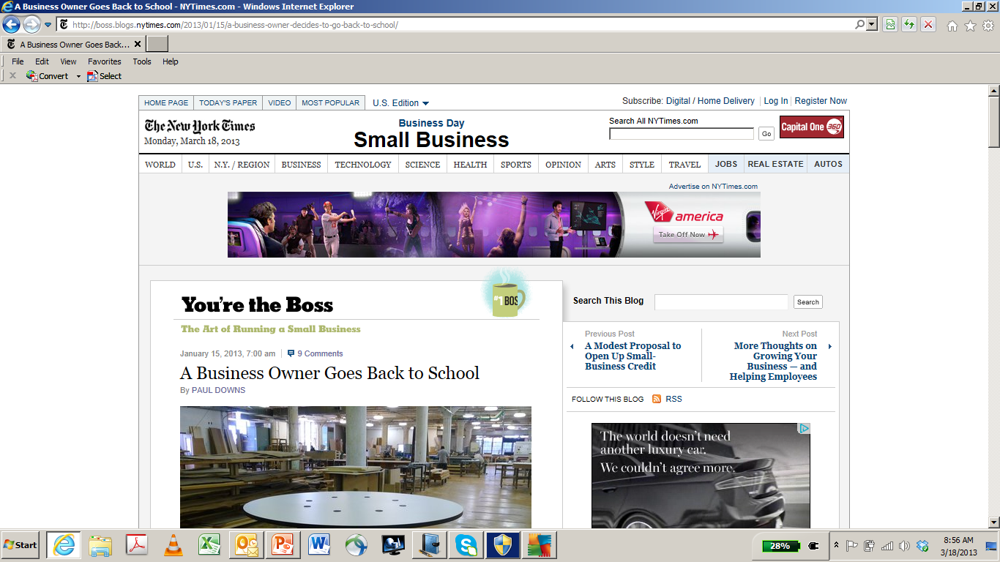 A Business Owner Goes Back to School - NYTimes.com - Windows Internet Explorer
http://boss.blogs.nytimes.com/2013/01/15/a-business-owner-decides-to-go-back-to-school/
A Business Owner Goes Back...
File Edit View Favorites Tools Help
Convert Select
HOME PAGE TODAY'S PAPER VIDEO MOST POPULAR U.S. Edition
Subscribe: Digital / Home Delivery Log In Register Now
The New York Times
Monday, March 18, 2013
Business Day
Small Business
Search All NYTimes.com
Go
Capital One 360
WORLD U.S. N.Y. / REGION BUSINESS TECHNOLOGY SCIENCE HEALTH SPORTS OPINION ARTS STYLE TRAVEL JOBS REAL ESTATE AUTOS
Advertise on NYTimes.com
Virgin america
Take Off Now
#1 BOS
You're the Boss
The Art of Running a Small Business
January 15, 2013, 7:00 am 9 Comments
A Business Owner Goes Back to School
By PAUL DOWNS
Search This Blog Search
Previous Post
A Modest Proposal to
Open Up Small-
Business Credit
Next Post
More Thoughts on
Growing Your
Business — and
Helping Employees
FOLLOW THIS BLOG RSS
The world doesn't need
another luxury car.
We couldn't agree more.
Start
28%
8:56 AM
3/18/2013